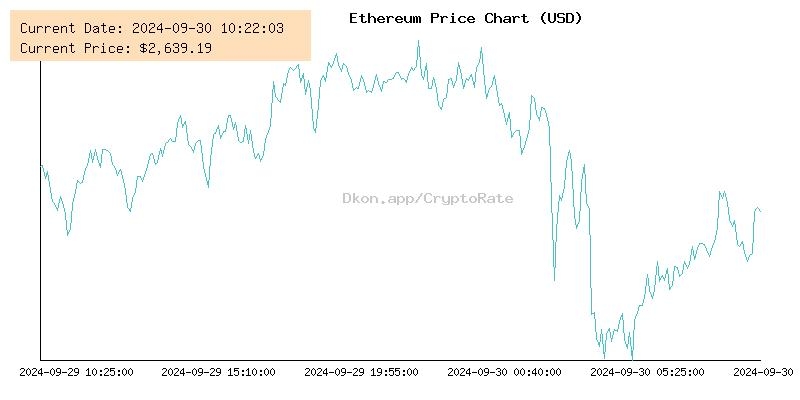 Ethereum Price Chart (USD)
Current Date: 2024-09-30 10:22:03
Current Price: $2,639.19
Dkon.app/CryptoRate
2024-09-29 10:25:00 2024-09-29 15:10:00 2024-09-29 19:55:00 2024-09-30 00:40:00 2024-09-30 05:25:00 2024-09-30